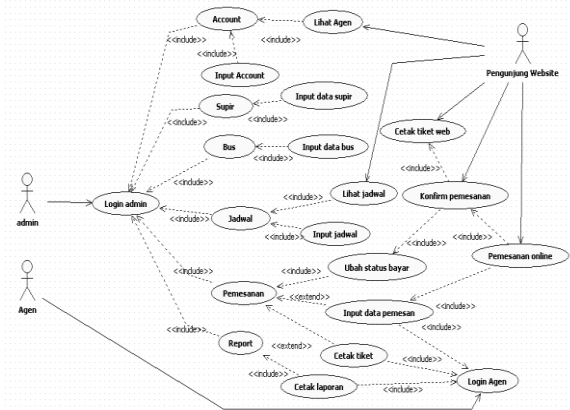 Account
Lihat Agen
<<include>>
<<include>>
<<include>>
Pengunjung Website
Input Account
Supir
Input data supir
<<include>>
<<include>>
Cetak tiket web
Bus
Input data bus
<<include>>
<<include>>
<<include>>
admin
Login admin
Lihat jadwal
Konfirm pemesanan
<<include>>
Jadwal
<<include>>
Input jadwal
<<include>>
<<include>>
<<include>>
Pemesanan online
<<include>>
<<include>>
Ubah status bayar
Agen
Pemesanan
<<extend>>
Input data pemesan
<<include>>
<<include>>
<<include>>
Report
<<extend>>
Cetak tiket
<<include>>
<<include>>
Cetak laporan
<<include>>
Login Agen